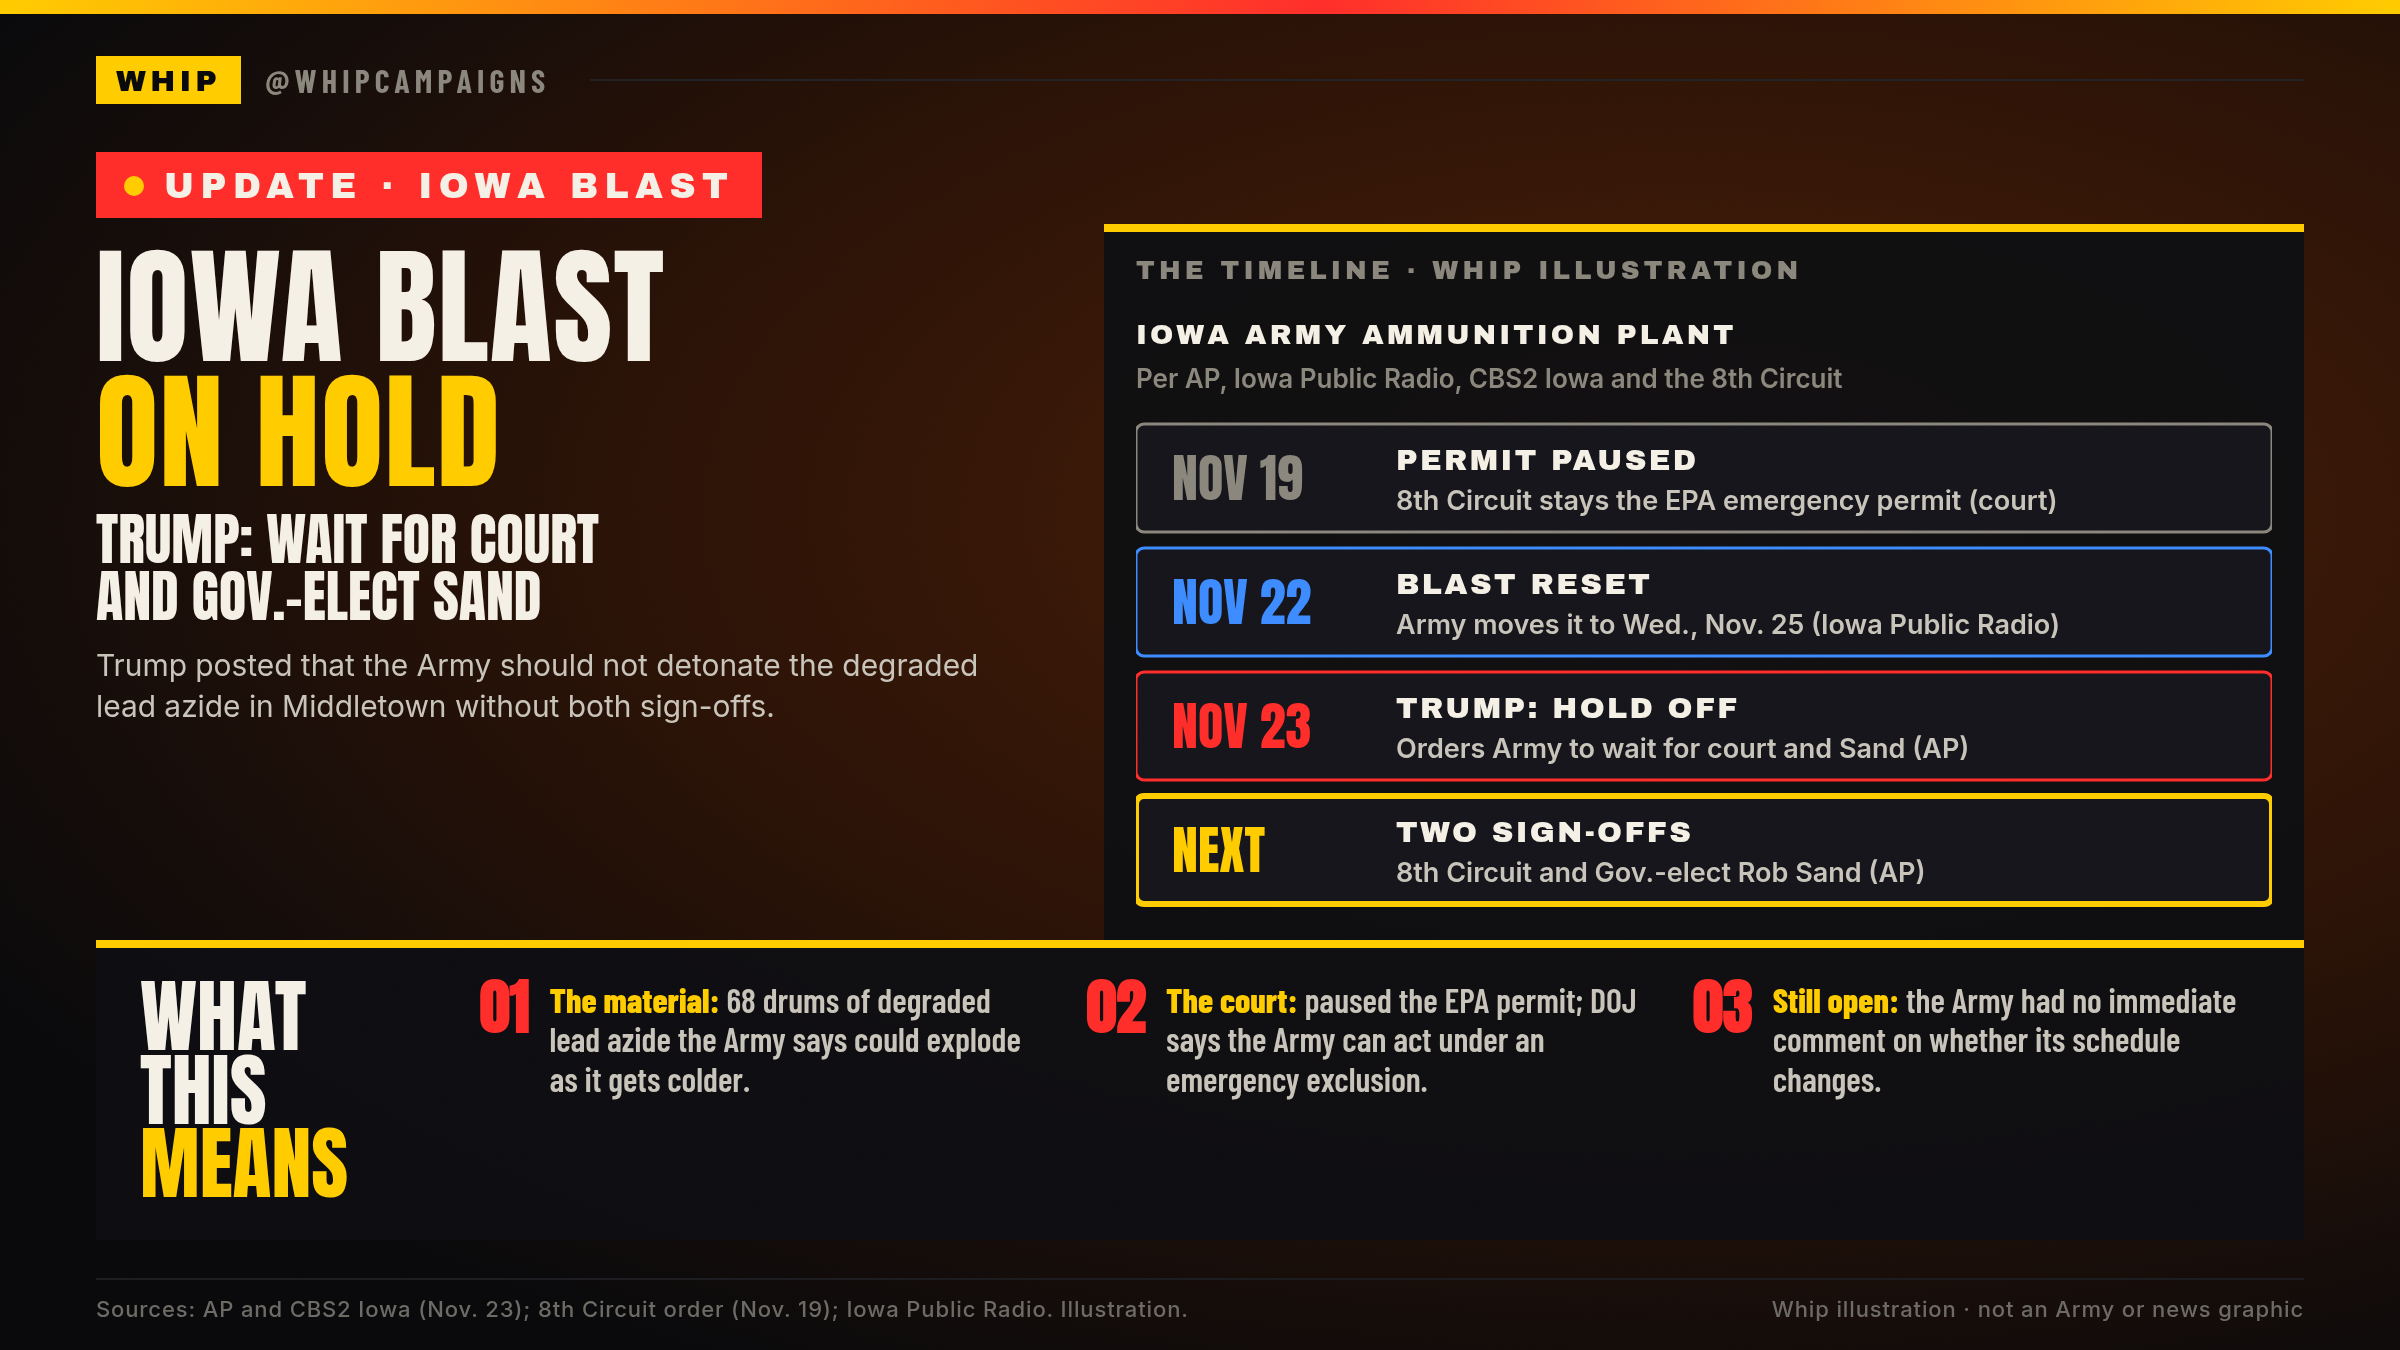 WHIP @WHIPCAMPAIGNS
UPDATE · IOWA BLAST
IOWA BLAST
ON HOLD
TRUMP: WAIT FOR COURT
AND GOV.-ELECT SAND
Trump posted that the Army should not detonate the degraded
lead azide in Middletown without both sign-offs.
THE TIMELINE · WHIP ILLUSTRATION
IOWA ARMY AMMUNITION PLANT
Per AP, Iowa Public Radio, CBS2 Iowa and the 8th Circuit
NOV 19
PERMIT PAUSED
8th Circuit stays the EPA emergency permit (court)
NOV 22
BLAST RESET
Army moves it to Wed., Nov. 25 (Iowa Public Radio)
NOV 23
TRUMP: HOLD OFF
Orders Army to wait for court and Sand (AP)
NEXT
TWO SIGN-OFFS
8th Circuit and Gov.-elect Rob Sand (AP)
WHAT
THIS
MEANS
01
The material: 68 drums of degraded
lead azide the Army says could explode
as it gets colder.
02
The court: paused the EPA permit; DOJ
says the Army can act under an
emergency exclusion.
03
Still open: the Army had no immediate
comment on whether its schedule
changes.
Sources: AP and CBS2 Iowa (Nov. 23); 8th Circuit order (Nov. 19); Iowa Public Radio. Illustration.
Whip illustration · not an Army or news graphic